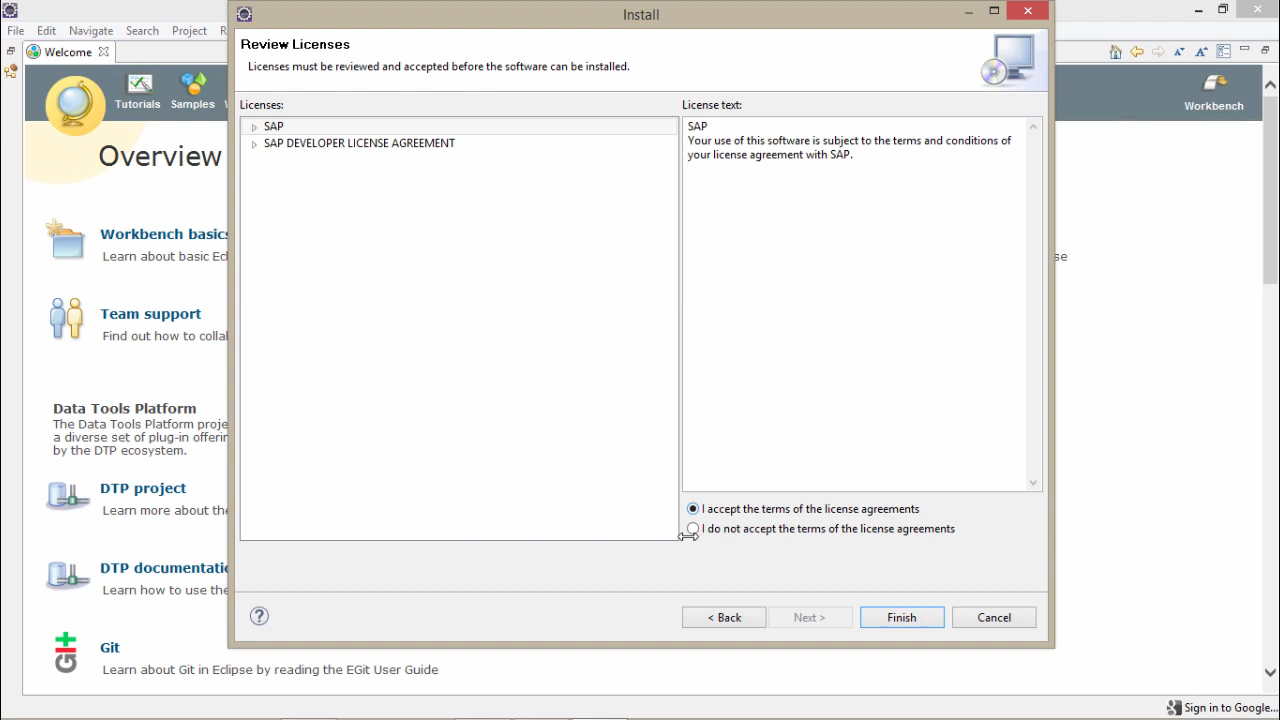 Install
File Edit Navigate Search Project
Welcome
Review Licenses
Licenses must be reviewed and accepted before the software can be installed.
Tutorials
Samples
Workbench
Overview
Licenses:
License text:
SAP
SAP DEVELOPER LICENSE AGREEMENT
SAP
Your use of this software is subject to the terms and conditions of
your license agreement with SAP.
Workbench basics
Learn about basic Ec
se
Team support
Find out how to colla
Data Tools Platform
The Data Tools Platform proje
a diverse set of plug-in offerin
by the DTP ecosystem.
DTP project
Learn more about the
I accept the terms of the license agreements
I do not accept the terms of the license agreements
DTP documentatio
Learn how to use the
< Back
Next >
Finish
Cancel
Git
Learn about Git in Eclipse by reading the EGit User Guide
Sign in to Google...